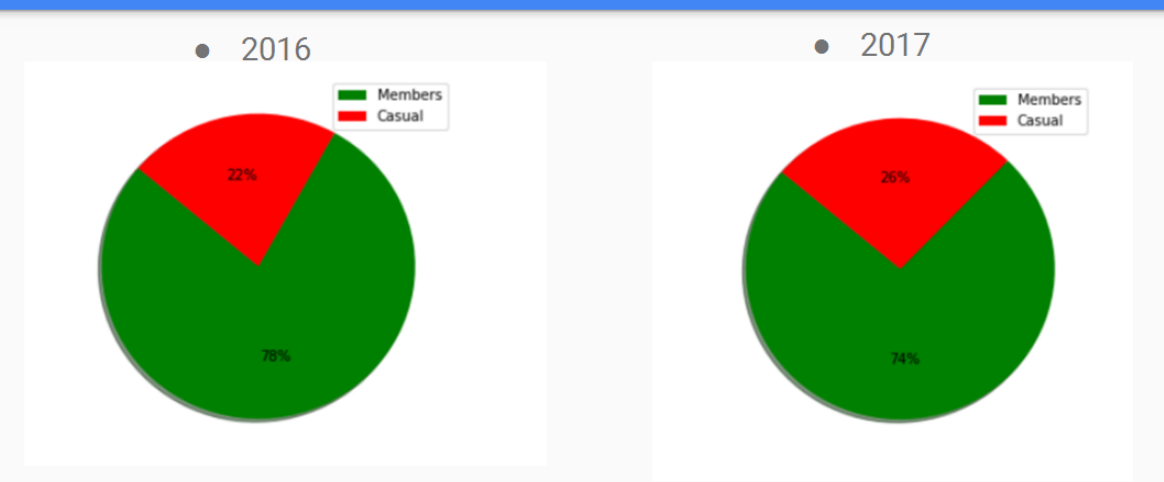 ● 2016
Members
Casual
22%
78%
● 2017
Members
Casual
26%
74%